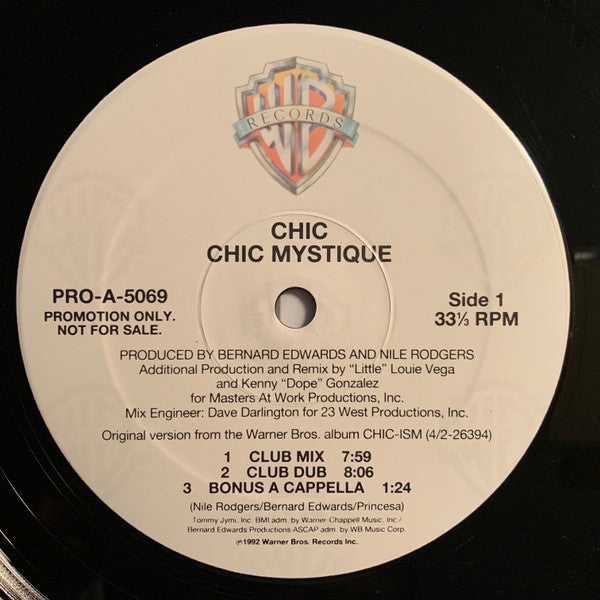 RECORDS
CHIC
CHIC MYSTIQUE
PRO-A-5069
PROMOTION ONLY.
NOT FOR SALE.
Side 1
33⅓ RPM
PRODUCED BY BERNARD EDWARDS AND NILE RODGERS
Additional Production and Remix by "Little" Louie Vega
and Kenny "Dope" Gonzalez
for Masters At Work Productions, Inc.
Mix Engineer: Dave Darlington for 23 West Productions, Inc.
Original version from the Warner Bros. album CHIC-ISM (4/2-26394)
1 CLUB MIX 7:59
2 CLUB DUB 8:06
3 BONUS A CAPPELLA 1:24
(Nile Rodgers/Bernard Edwards/Princesa)
Tommy Jymi, Inc. BMI adm. by Warner-Chappell Music, Inc./
Bernard Edwards Productions ASCAP adm. by WB Music Corp.
℗1992 Warner Bros. Records Inc.